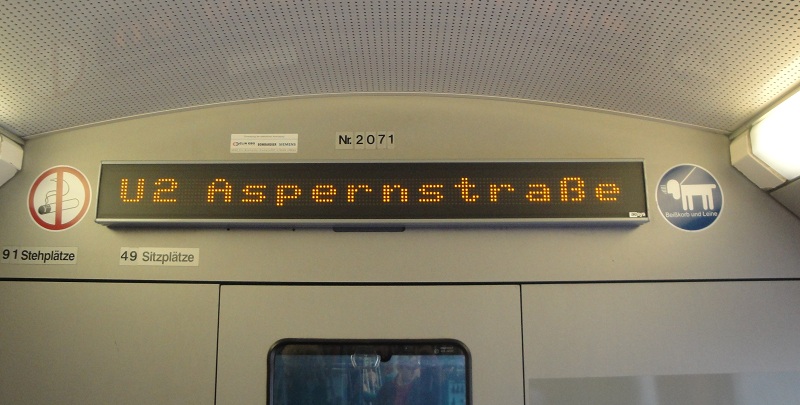 Nr. 2071
U2 Aspernstraße
Beißkorb und Leine
91 Stehplätze
49 Sitzplätze